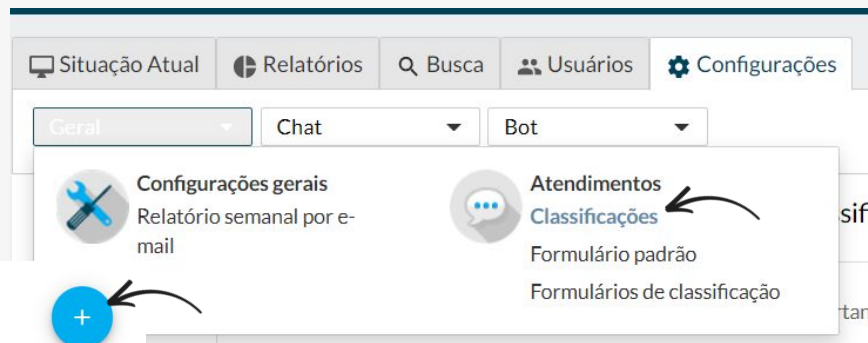 Situação Atual
Relatórios
Busca
Usuários
Configurações
Geral
Chat
Bot
Configurações gerais
Relatório semanal por e-
mail
Atendimentos
Classificações
Formulário padrão
Formulários de classificação
+